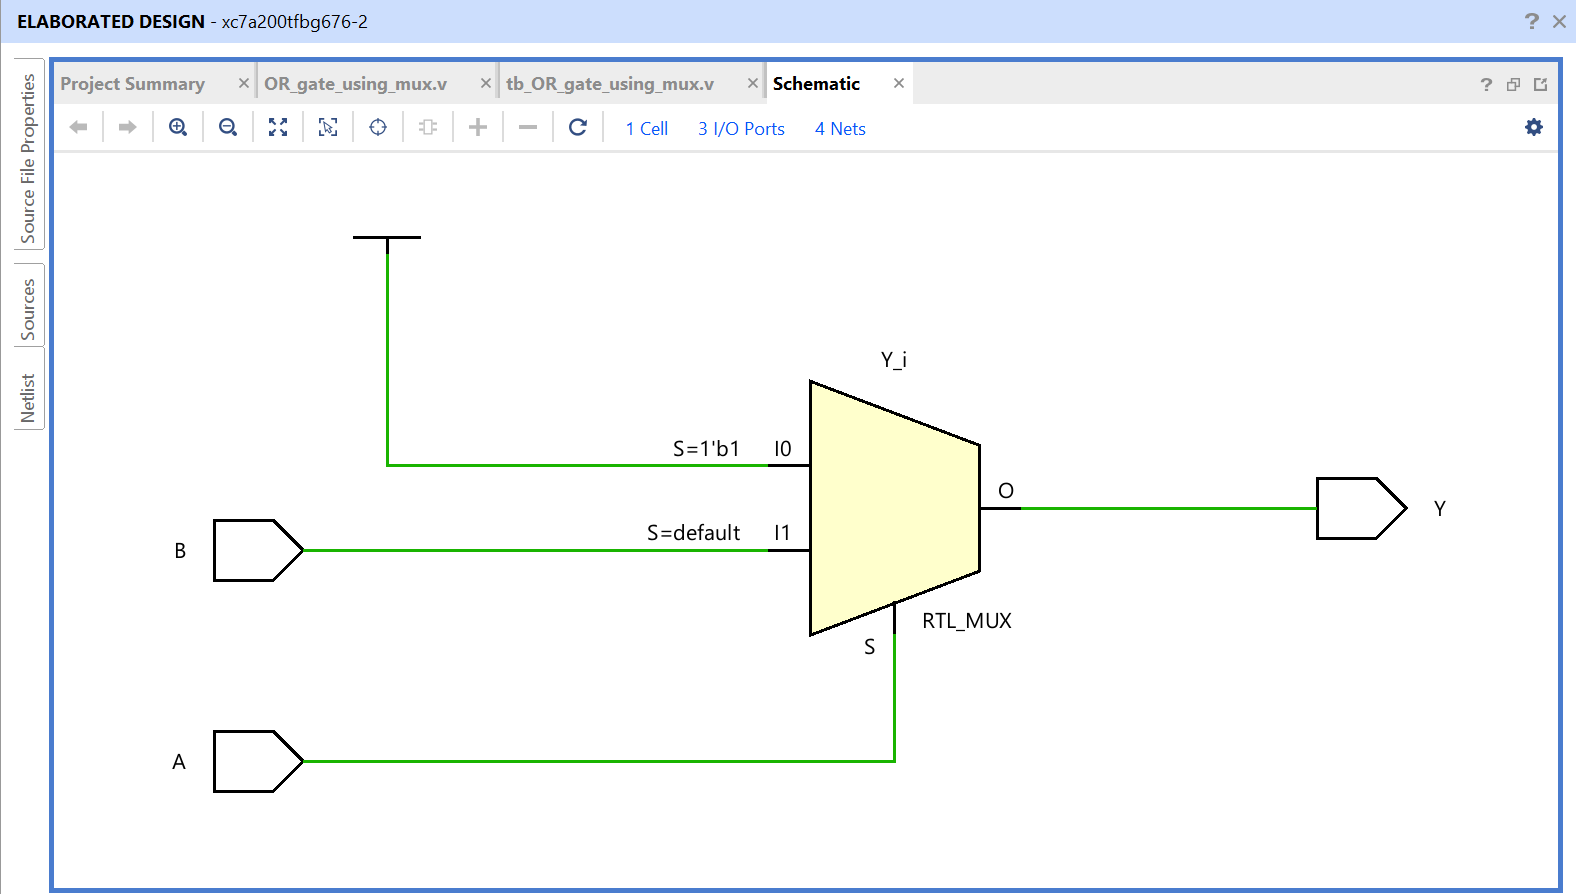 ELABORATED DESIGN - xc7a200tfbg676-2
Source File Properties
Sources
Netlist
Project Summary
OR_gate_using_mux.v
tb_OR_gate_using_mux.v
Schematic
1 Cell
3 I/O Ports
4 Nets
Y_i
S=1'b1
I0
S=default
I1
O
Y
B
RTL_MUX
S
A